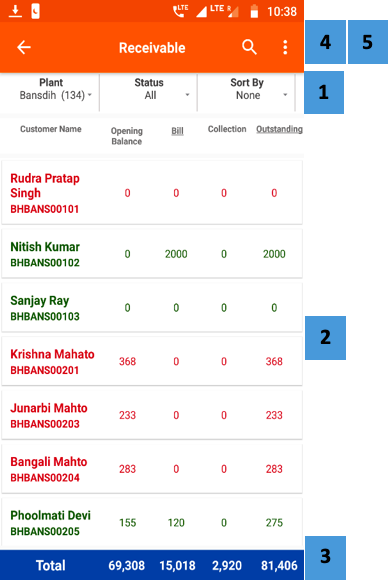 LTE LTE R 10:38
Receivable
4 5
Plant Status Sort By
Bansdih (134) All None
1
Customer Name Opening Balance Bill Collection Outstanding
Rudra Pratap Singh
BHBANS00101 0 0 0 0
Nitish Kumar
BHBANS00102 0 2000 0 2000
Sanjay Ray
BHBANS00103 0 0 0 0
2
Krishna Mahato
BHBANS00201 368 0 0 368
Junarbi Mahto
BHBANS00203 233 0 0 233
Bangali Mahto
BHBANS00204 283 0 0 283
Phoolmati Devi
BHBANS00205 155 120 0 275
3
Total 69,308 15,018 2,920 81,406